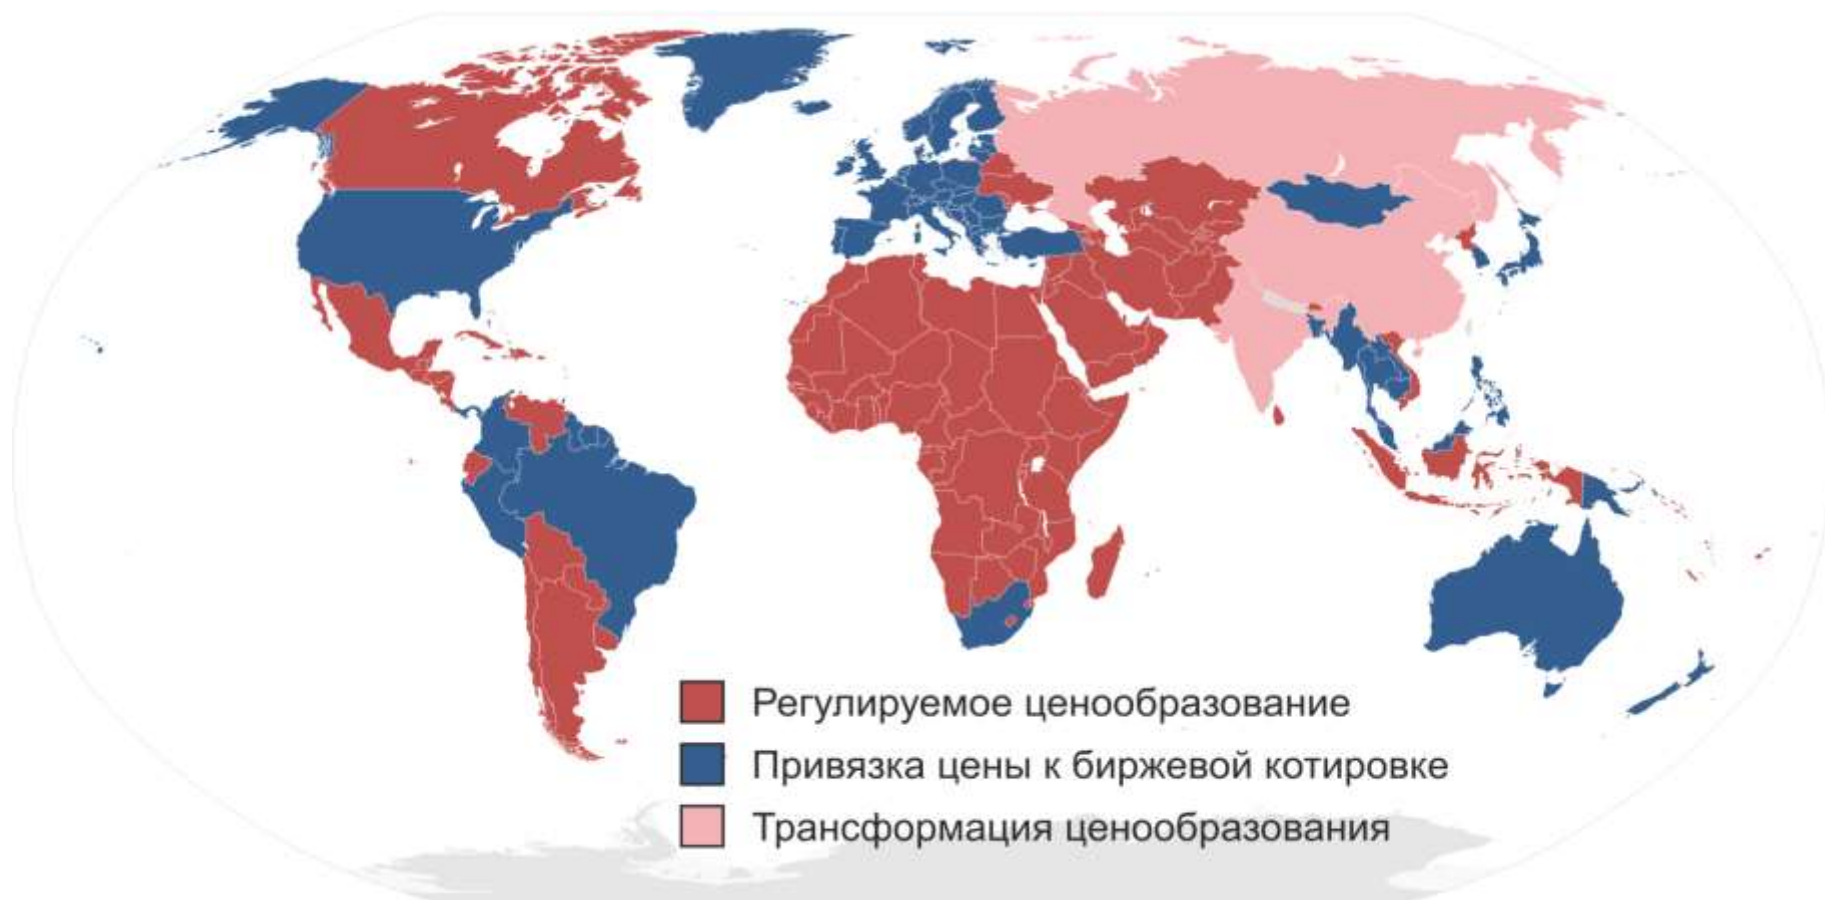 Регулируемое ценообразование
Привязка цены к биржевой котировке
Трансформация ценообразования